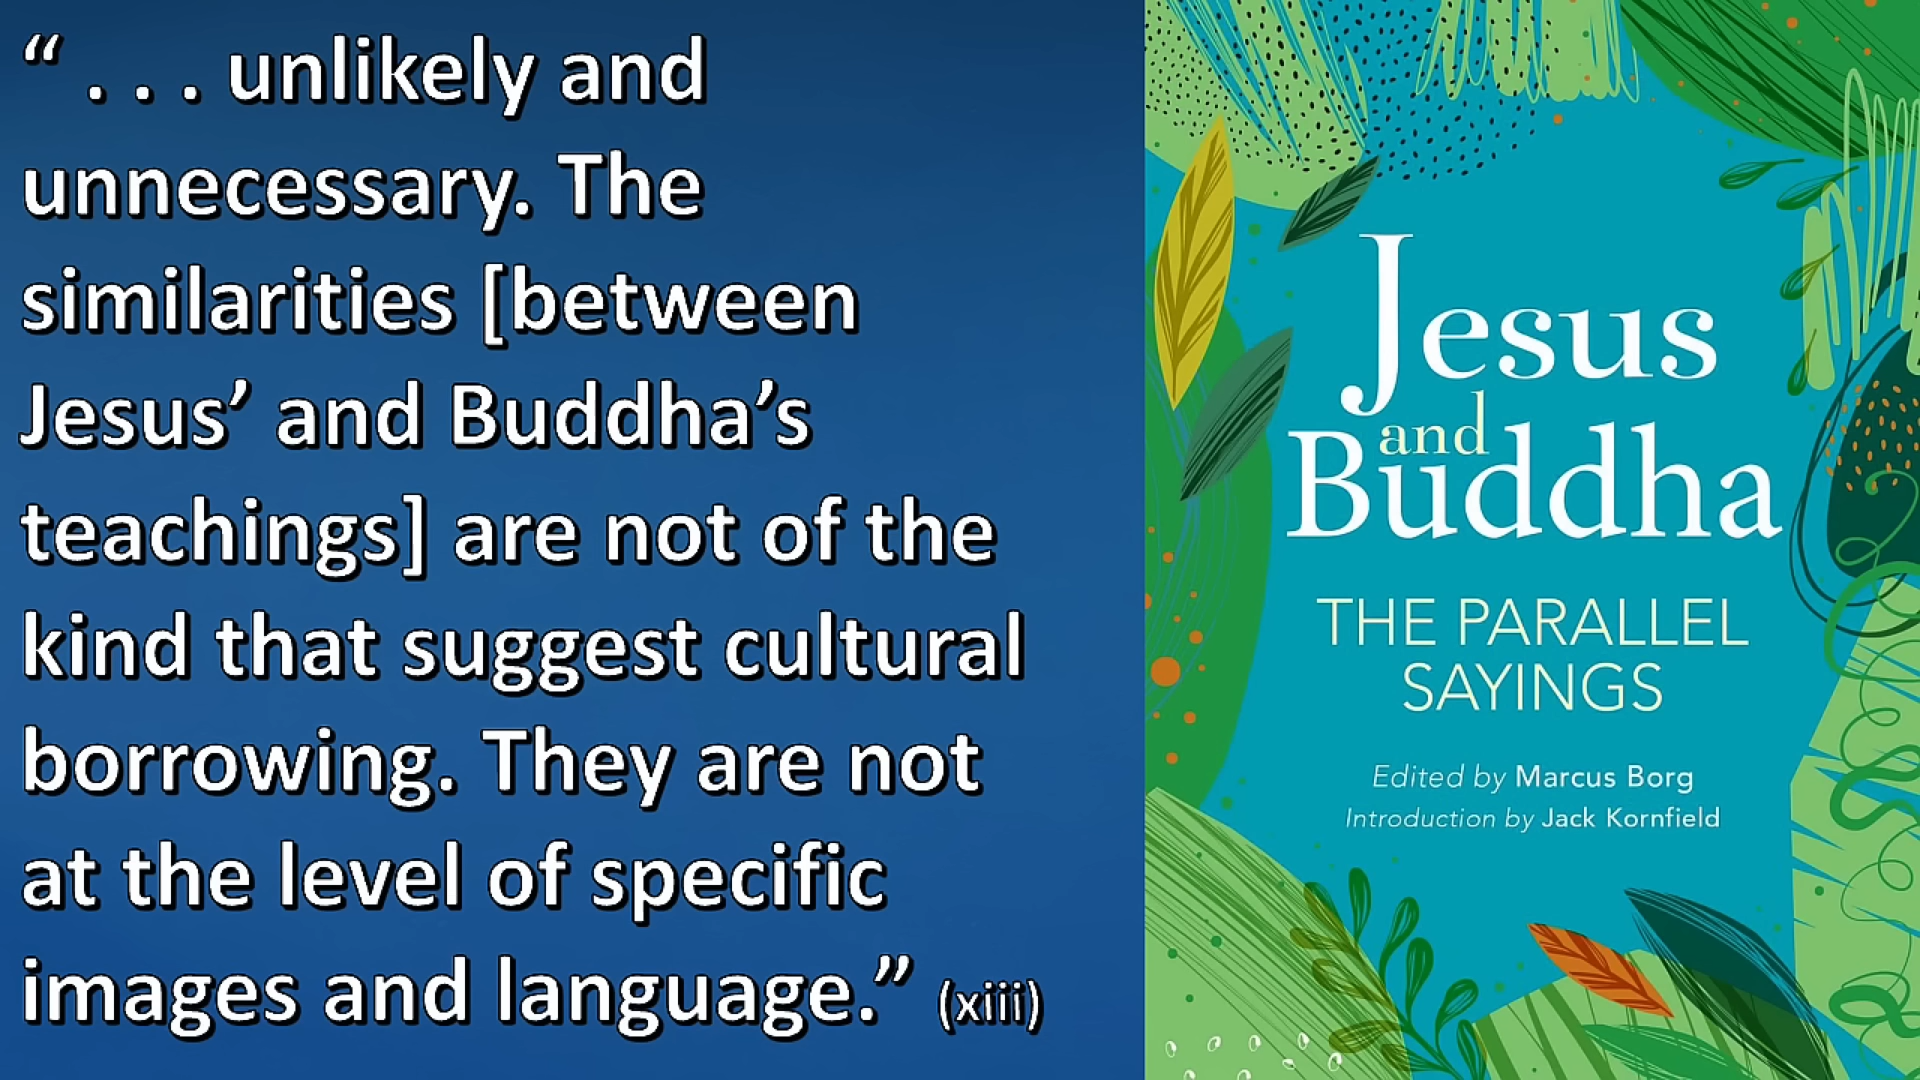 “ . . . unlikely and
unnecessary. The
similarities [between
Jesus’ and Buddha’s
teachings] are not of the
kind that suggest cultural
borrowing. They are not
at the level of specific
images and language.” (xiii)
Jesus
and
Buddha
THE PARALLEL
SAYINGS
Edited by Marcus Borg
Introduction by Jack Kornfield